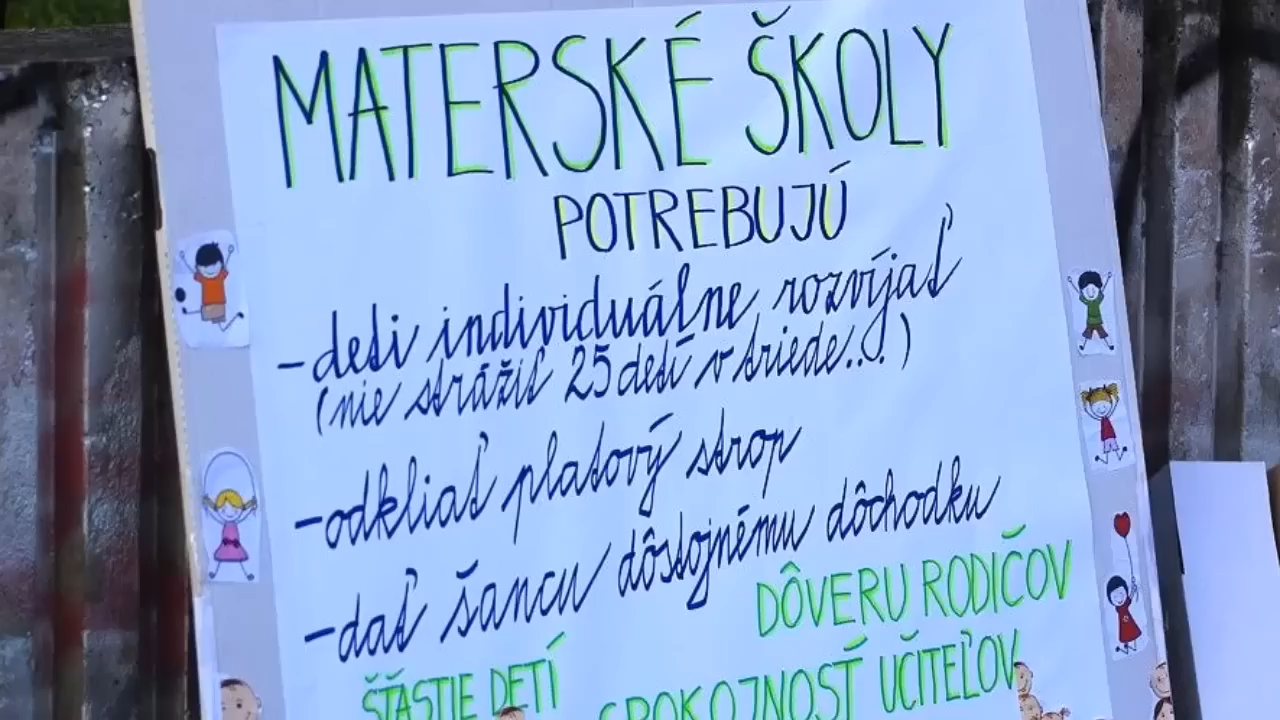 MATERSKÉ ŠKOLY
POTREBUJÚ
- deti individuálne rozvíjať
(nie strážiť 25 detí v triede...!)
- odkliať platový strop
- dať šancu dôstojnému dôchodku
DÔVERU RODIČOV
ŠŤASTIE DETÍ
SPOKOJNOSŤ UČITEĽOV